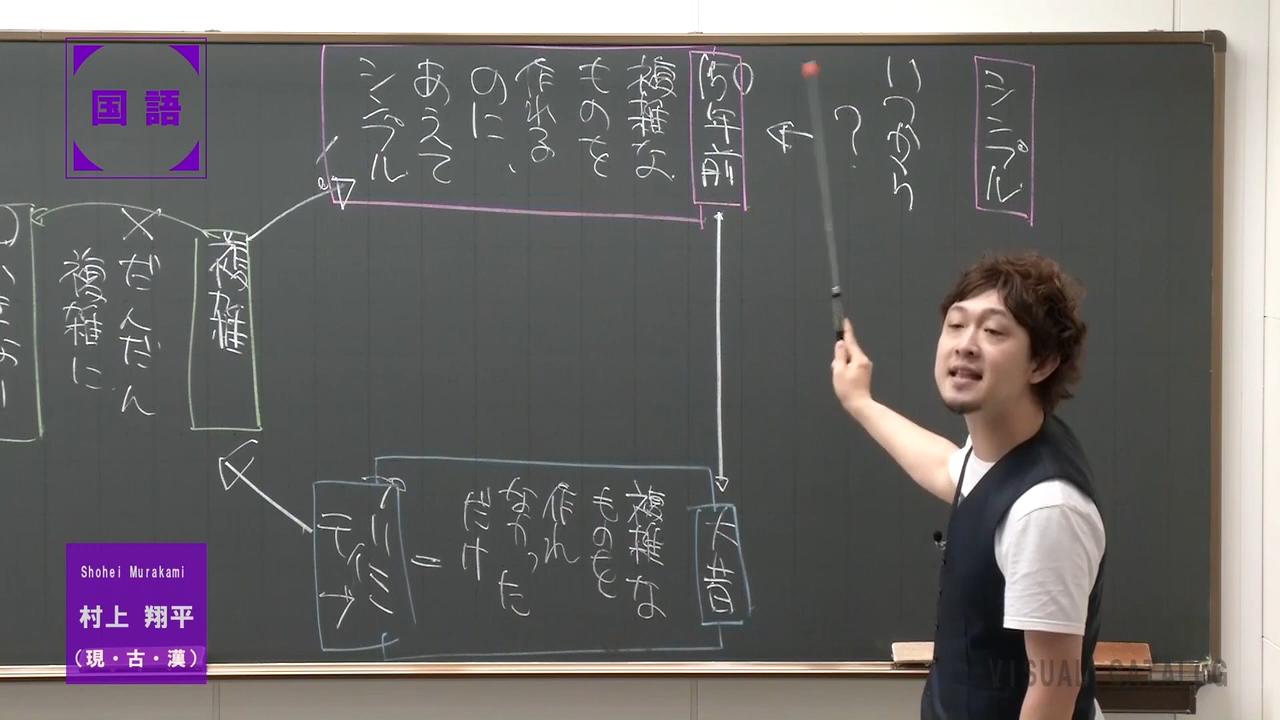 国語
シンプル
いつから
？
150年前
複雑な
ものを
作れる
のに、
あえて
シンプル
大昔
複雑な
ものを
作れ
なかった
だけ
＝
プリミ
ティブ
複雑
×だんだん
複雑に
Shohei Murakami
村上 翔平
（現・古・漢）
VISUAL CATALOG